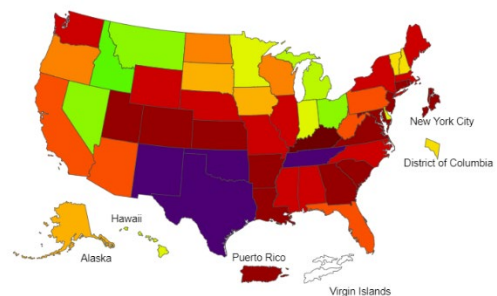 New York City
District of Columbia
Hawaii
Alaska
Puerto Rico
Virgin Islands